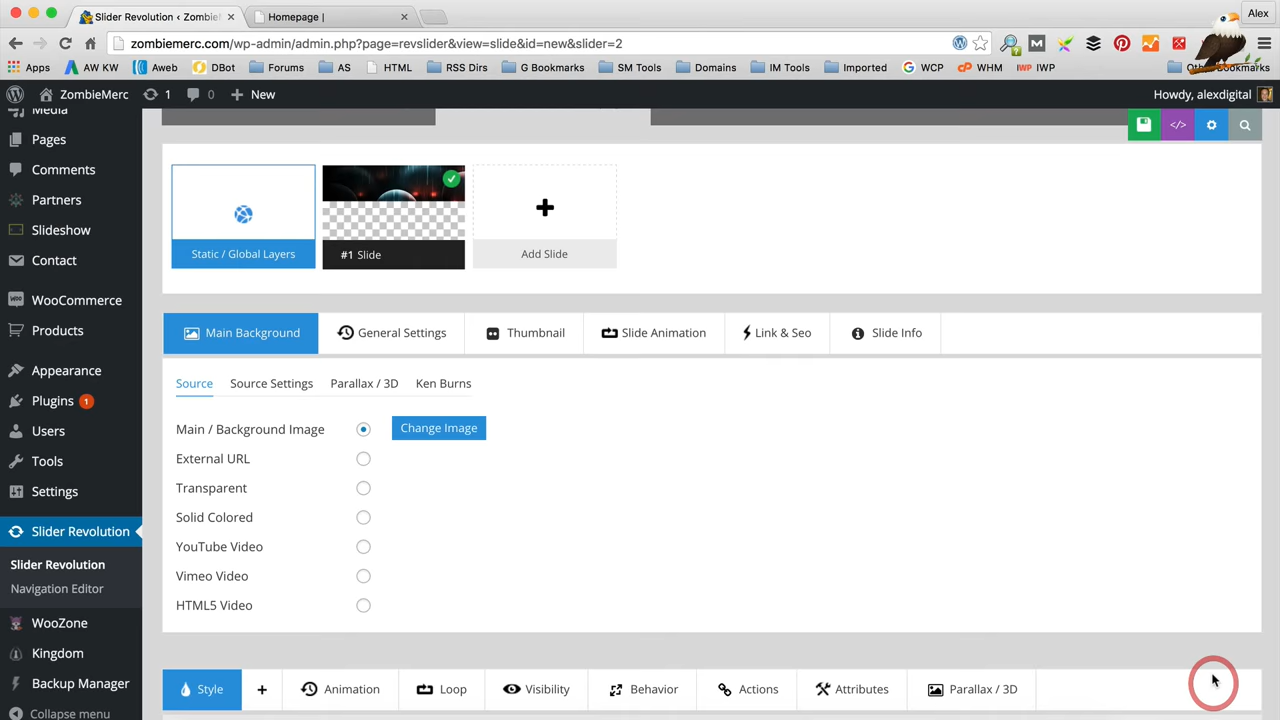 Slider Revolution ‹ Zombie
Homepage |
Alex
zombiemerc.com/wp-admin/admin.php?page=revslider&view=slide&id=new&slider=2
Apps AW KW Aweb DBot Forums AS HTML RSS Dirs G Bookmarks SM Tools Domains IM Tools Imported WCP WHM IWP Other Bookmarks
ZombieMerc 1 0 New Howdy, alexdigital
Media
Pages
Comments
Partners
Slideshow
Contact
WooCommerce
Products
Appearance
Plugins 1
Users
Tools
Settings
Slider Revolution
Slider Revolution
Navigation Editor
WooZone
Kingdom
Backup Manager
Collapse menu
Static / Global Layers
#1 Slide
Add Slide
Main Background General Settings Thumbnail Slide Animation Link & Seo Slide Info
Source Source Settings Parallax / 3D Ken Burns
Main / Background Image Change Image
External URL
Transparent
Solid Colored
YouTube Video
Vimeo Video
HTML5 Video
Style + Animation Loop Visibility Behavior Actions Attributes Parallax / 3D